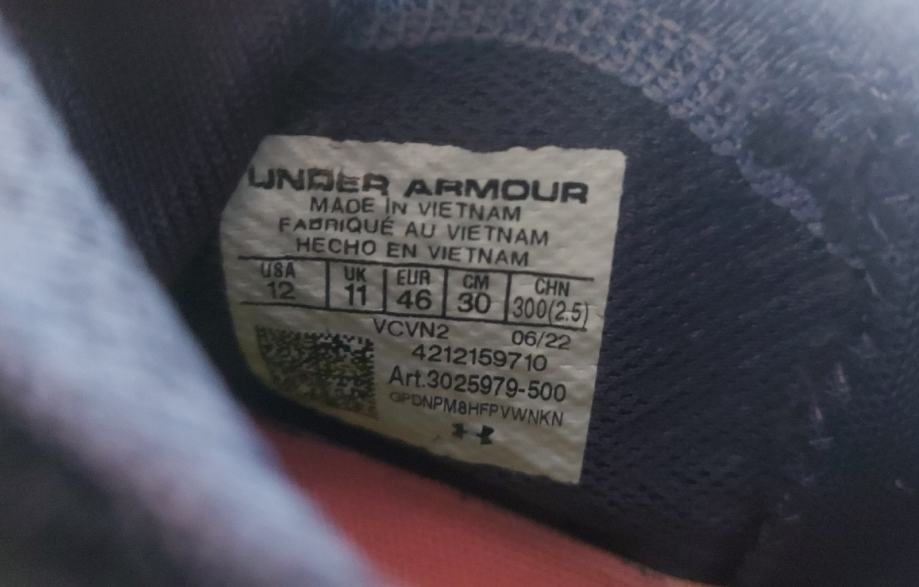 UNDER ARMOUR
MADE IN VIETNAM
FABRIQUÉ AU VIETNAM
HECHO EN VIETNAM
USA UK EUR CM CHN
12 11 46 30 300(2.5)
VCVN2 06/22
4212159710
Art.3025979-500
GPDNPM8HFPVWNKN